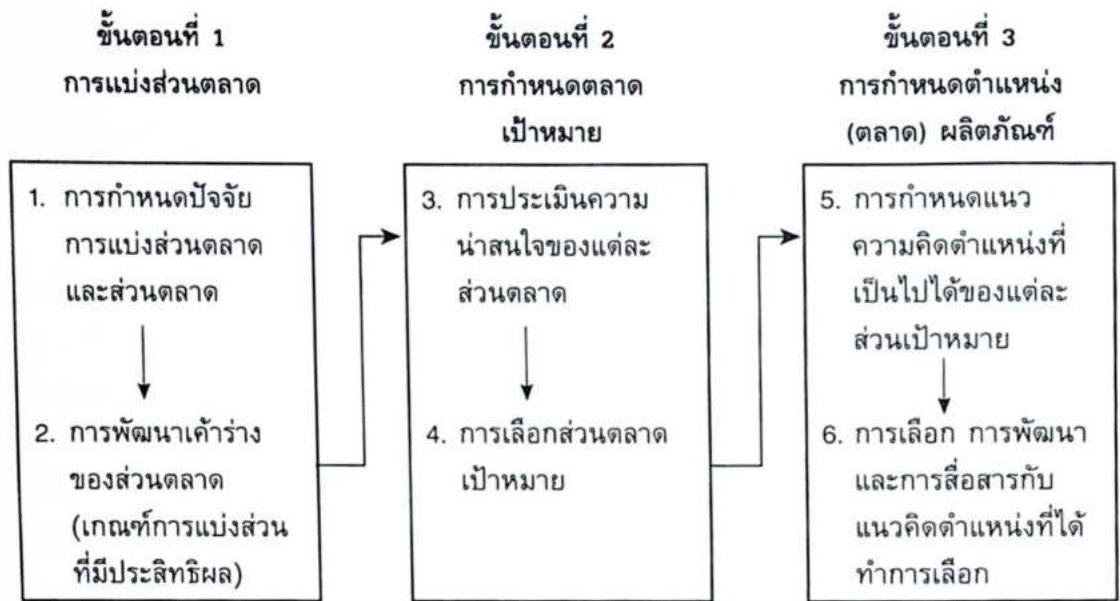 ขั้นตอนที่ 1
การแบ่งส่วนตลาด
ขั้นตอนที่ 2
การกำหนดตลาด
เป้าหมาย
ขั้นตอนที่ 3
การกำหนดตำแหน่ง
(ตลาด) ผลิตภัณฑ์
1. การกำหนดปัจจัย
การแบ่งส่วนตลาด
และส่วนตลาด
2. การพัฒนาเค้าร่าง
ของส่วนตลาด
(เกณฑ์การแบ่งส่วน
ที่มีประสิทธิผล)
3. การประเมินความ
น่าสนใจของแต่ละ
ส่วนตลาด
4. การเลือกส่วนตลาด
เป้าหมาย
5. การกำหนดแนว
ความคิดตำแหน่งที่
เป็นไปได้ของแต่ละ
ส่วนเป้าหมาย
6. การเลือก การพัฒนา
และการสื่อสารกับ
แนวคิดตำแหน่งที่ได้
ทำการเลือก